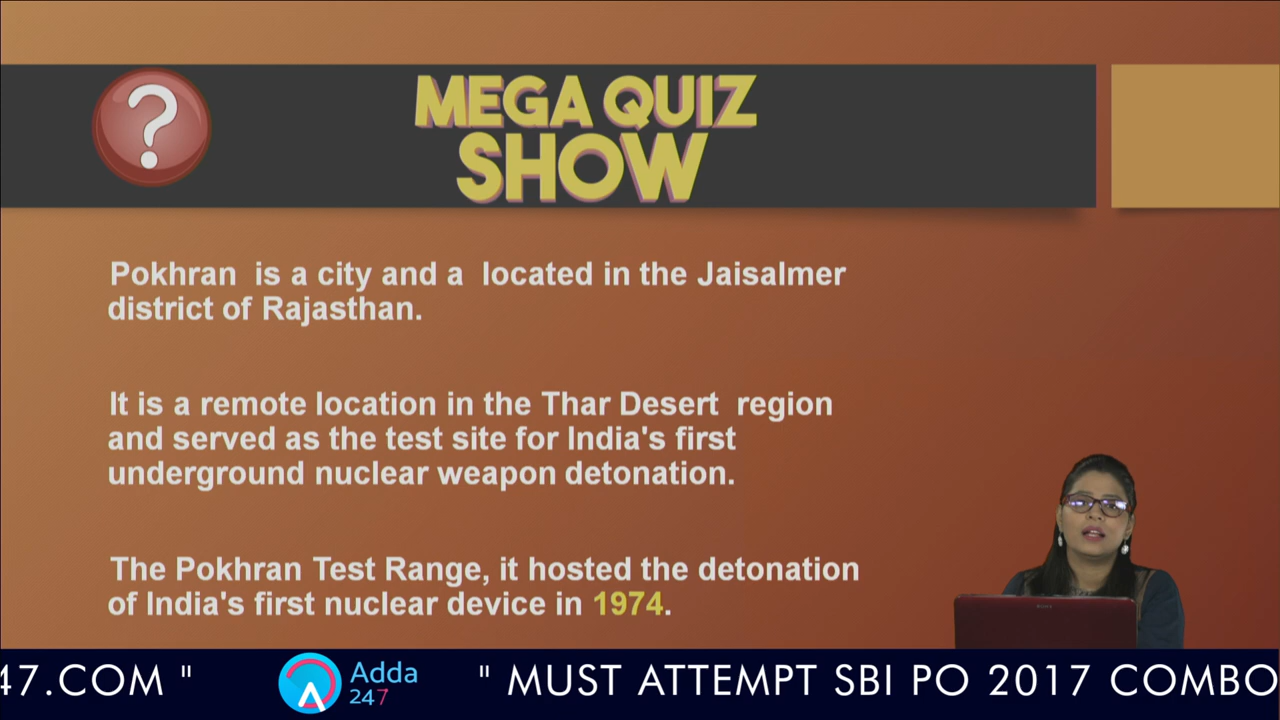 ?
MEGA QUIZ
SHOW
Pokhran is a city and a located in the Jaisalmer
district of Rajasthan.
It is a remote location in the Thar Desert region
and served as the test site for India's first
underground nuclear weapon detonation.
The Pokhran Test Range, it hosted the detonation
of India's first nuclear device in 1974.
SONY
47.COM "
Adda
247
" MUST ATTEMPT SBI PO 2017 COMBO